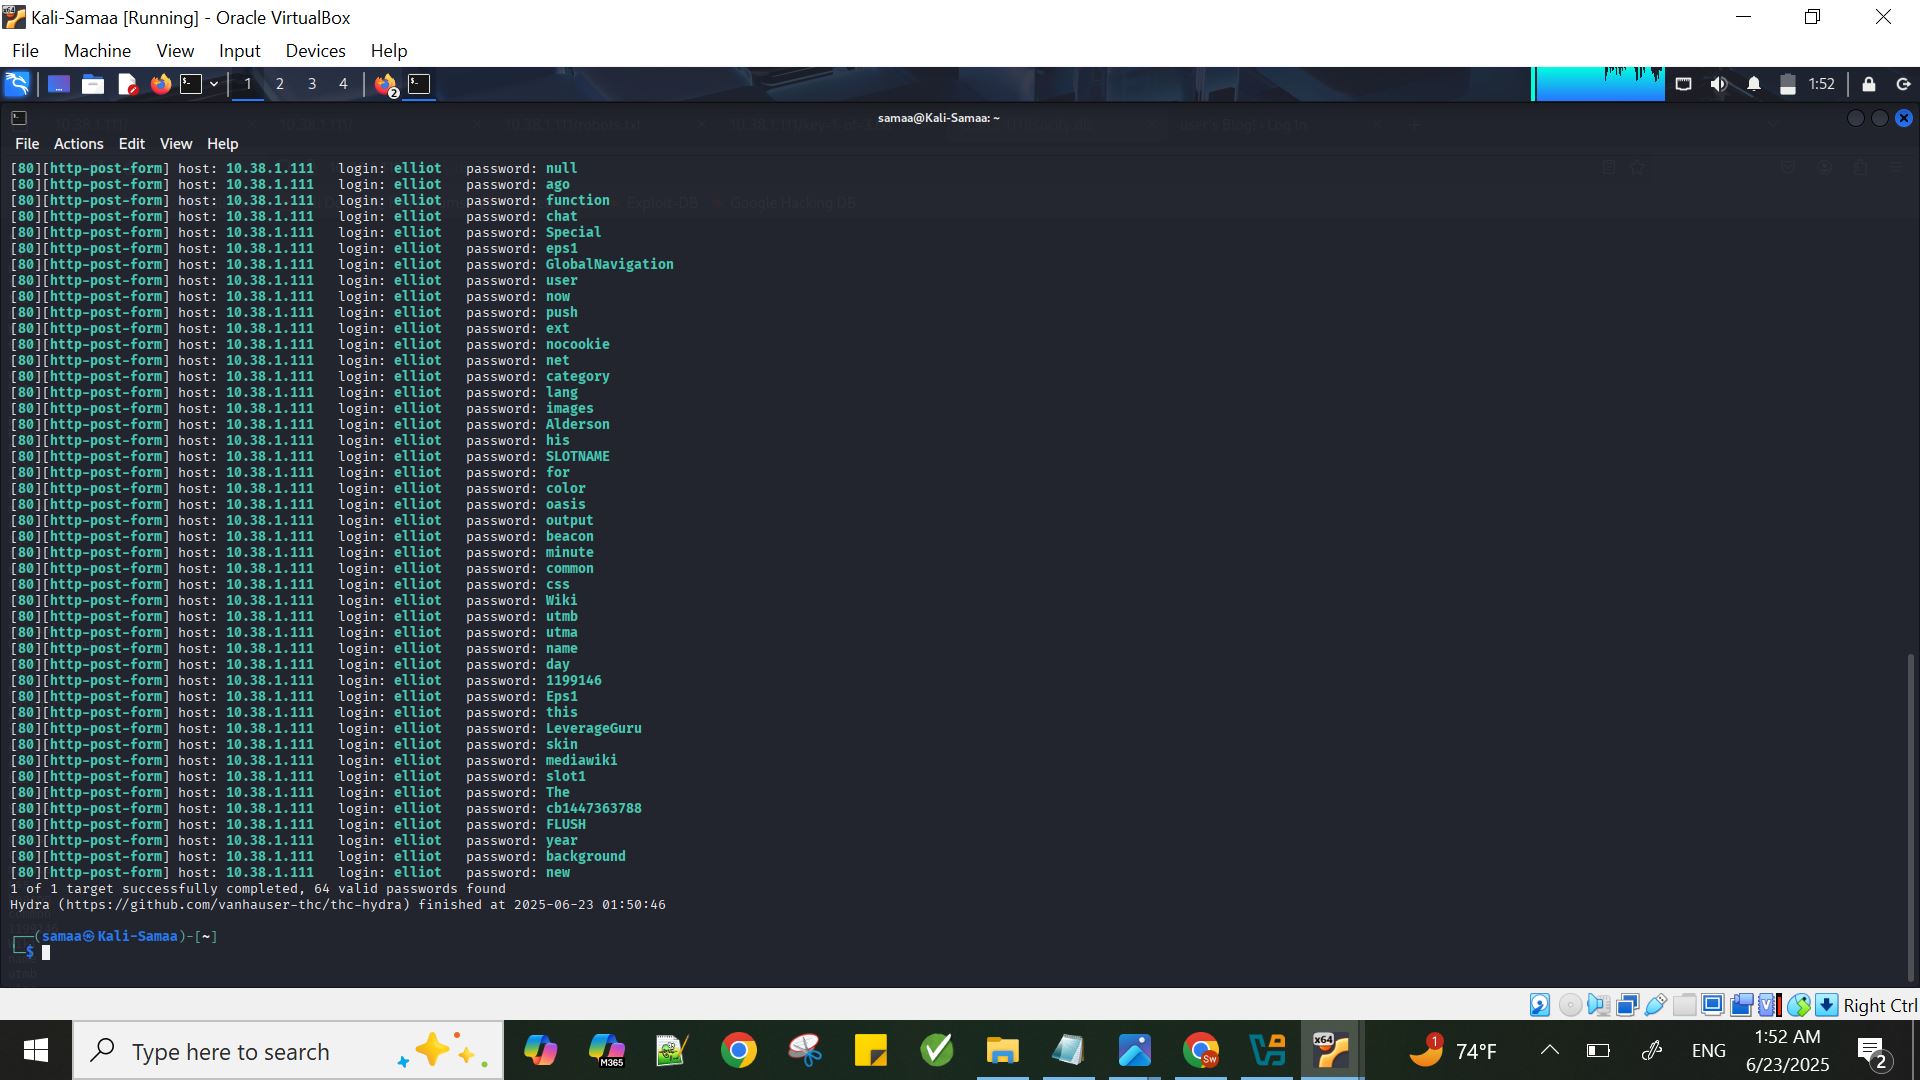 Kali-Samaa [Running] - Oracle VirtualBox
File Machine View Input Devices Help
1 2 3 4 2 1:52
samaa@Kali-Samaa: ~
File Actions Edit View Help
Exploit-DB Google Hacking DB
[80][http-post-form] host: 10.38.1.111 login: elliot password: null
[80][http-post-form] host: 10.38.1.111 login: elliot password: ago
[80][http-post-form] host: 10.38.1.111 login: elliot password: function
[80][http-post-form] host: 10.38.1.111 login: elliot password: chat
[80][http-post-form] host: 10.38.1.111 login: elliot password: Special
[80][http-post-form] host: 10.38.1.111 login: elliot password: eps1
[80][http-post-form] host: 10.38.1.111 login: elliot password: GlobalNavigation
[80][http-post-form] host: 10.38.1.111 login: elliot password: user
[80][http-post-form] host: 10.38.1.111 login: elliot password: now
[80][http-post-form] host: 10.38.1.111 login: elliot password: push
[80][http-post-form] host: 10.38.1.111 login: elliot password: ext
[80][http-post-form] host: 10.38.1.111 login: elliot password: nocookie
[80][http-post-form] host: 10.38.1.111 login: elliot password: net
[80][http-post-form] host: 10.38.1.111 login: elliot password: category
[80][http-post-form] host: 10.38.1.111 login: elliot password: lang
[80][http-post-form] host: 10.38.1.111 login: elliot password: images
[80][http-post-form] host: 10.38.1.111 login: elliot password: Alderson
[80][http-post-form] host: 10.38.1.111 login: elliot password: his
[80][http-post-form] host: 10.38.1.111 login: elliot password: SLOTNAME
[80][http-post-form] host: 10.38.1.111 login: elliot password: for
[80][http-post-form] host: 10.38.1.111 login: elliot password: color
[80][http-post-form] host: 10.38.1.111 login: elliot password: oasis
[80][http-post-form] host: 10.38.1.111 login: elliot password: output
[80][http-post-form] host: 10.38.1.111 login: elliot password: beacon
[80][http-post-form] host: 10.38.1.111 login: elliot password: minute
[80][http-post-form] host: 10.38.1.111 login: elliot password: common
[80][http-post-form] host: 10.38.1.111 login: elliot password: css
[80][http-post-form] host: 10.38.1.111 login: elliot password: Wiki
[80][http-post-form] host: 10.38.1.111 login: elliot password: utmb
[80][http-post-form] host: 10.38.1.111 login: elliot password: utma
[80][http-post-form] host: 10.38.1.111 login: elliot password: name
[80][http-post-form] host: 10.38.1.111 login: elliot password: day
[80][http-post-form] host: 10.38.1.111 login: elliot password: 1199146
[80][http-post-form] host: 10.38.1.111 login: elliot password: Eps1
[80][http-post-form] host: 10.38.1.111 login: elliot password: this
[80][http-post-form] host: 10.38.1.111 login: elliot password: LeverageGuru
[80][http-post-form] host: 10.38.1.111 login: elliot password: skin
[80][http-post-form] host: 10.38.1.111 login: elliot password: mediawiki
[80][http-post-form] host: 10.38.1.111 login: elliot password: slot1
[80][http-post-form] host: 10.38.1.111 login: elliot password: The
[80][http-post-form] host: 10.38.1.111 login: elliot password: cb1447363788
[80][http-post-form] host: 10.38.1.111 login: elliot password: FLUSH
[80][http-post-form] host: 10.38.1.111 login: elliot password: year
[80][http-post-form] host: 10.38.1.111 login: elliot password: background
[80][http-post-form] host: 10.38.1.111 login: elliot password: new
1 of 1 target successfully completed, 64 valid passwords found
Hydra (https://github.com/vanhauser-thc/thc-hydra) finished at 2025-06-23 01:50:46
┌──(samaa㉿Kali-Samaa)-[~]
└─$
Right Ctrl
Type here to search
M365
Sw
x64
1
74°F
ENG
1:52 AM
6/23/2025
2